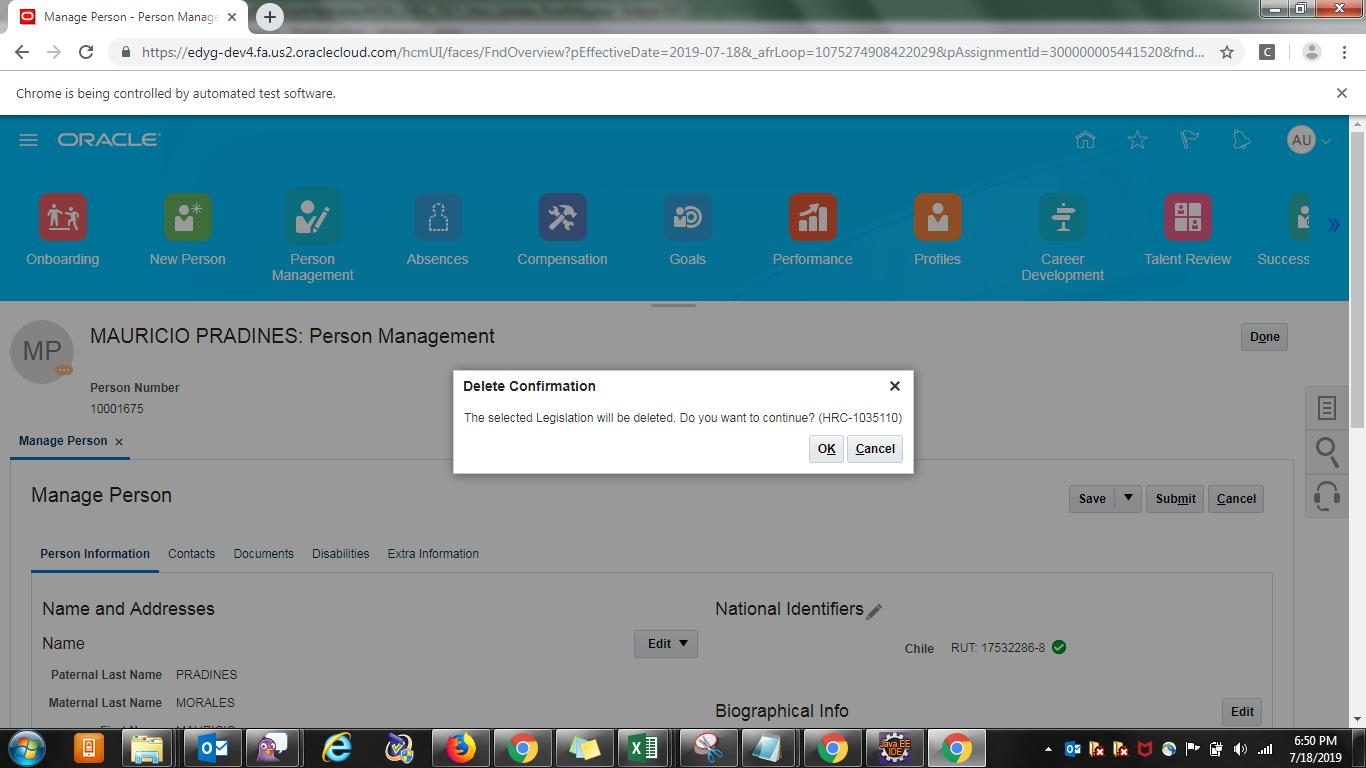 Manage Person - Person Manage
https://edyg-dev4.fa.us2.oraclecloud.com/hcmUI/faces/FndOverview?pEffectiveDate=2019-07-18&_afrLoop=1075274908422029&pAssignmentId=300000005441520&fnd...
C
Chrome is being controlled by automated test software.
ORACLE
AU
Onboarding
New Person
Person
Management
Absences
Compensation
Goals
Performance
Profiles
Career
Development
Talent Review
Success
MP
MAURICIO PRADINES: Person Management
Done
Person Number
10001675
Delete Confirmation
The selected Legislation will be deleted. Do you want to continue? (HRC-1035110)
OK Cancel
Manage Person
Manage Person
Save Submit Cancel
Person Information Contacts Documents Disabilities Extra Information
Name and Addresses
National Identifiers
Name
Edit
Chile RUT: 17532286-8
Paternal Last Name PRADINES
Maternal Last Name MORALES
Biographical Info
Edit
Java EE
IDE
6:50 PM
7/18/2019